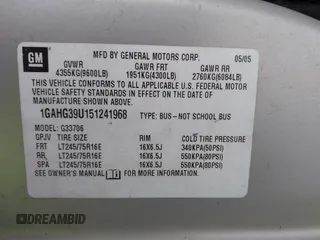 GM
MFD BY GENERAL MOTORS CORP. 05/05
GVWR GAWR FRT GAWR RR
4355KG(9600LB) 1951KG(4300LB) 2760KG(6084LB)
THIS VEHICLE CONFORMS TO ALL APPLICABLE U.S. FEDERAL
MOTOR VEHICLE SAFETY STANDARDS IN EFFECT ON THE DATE OF
MANUFACTURE SHOWN ABOVE.
1GAHG39U151241968 TYPE: BUS-NOT SCHOOL BUS
MODEL: G33706
GPJV TIRE SIZE RIM COLD TIRE PRESSURE
FRT LT245/75R16E 16X6.5J 340KPA(50PSI)
RR LT245/75R16E 16X6.5J 550KPA(80PSI)
SPA LT245/75R16E 16X6.5J 550KPA(80PSI)
SEE OWNER'S MANUAL FOR ADDITIONAL INFORMATION
DREAMBID